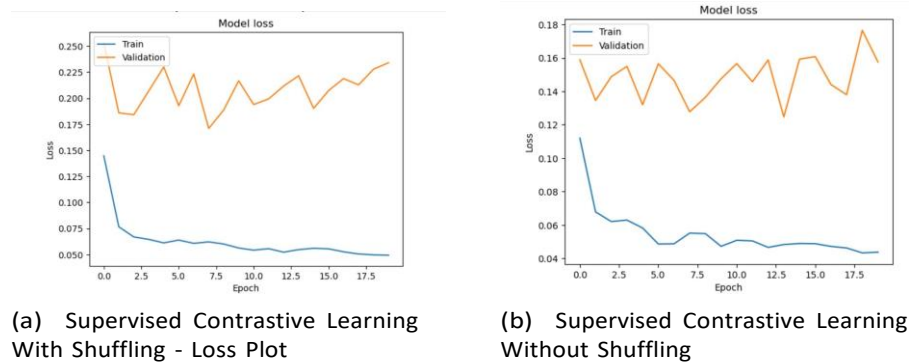 Model loss
0.250
0.225
0.200
0.175
0.150
0.125
0.100
0.075
0.050
Loss
Train
Validation
0.0 2.5 5.0 7.5 10.0 12.5 15.0 17.5
Epoch
(a) Supervised Contrastive Learning
With Shuffling - Loss Plot
Model loss
0.18
0.16
0.14
0.12
0.10
0.08
0.06
0.04
Loss
Train
Validation
0.0 2.5 5.0 7.5 10.0 12.5 15.0 17.5
Epoch
(b) Supervised Contrastive Learning
Without Shuffling